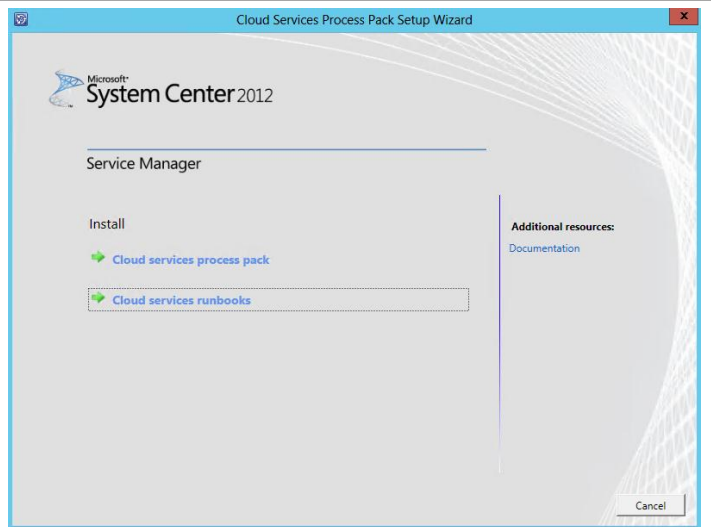 Cloud Services Process Pack Setup Wizard
x
Microsoft
System Center 2012
Service Manager
Install
Cloud services process pack
Cloud services runbooks
Additional resources:
Documentation
Cancel